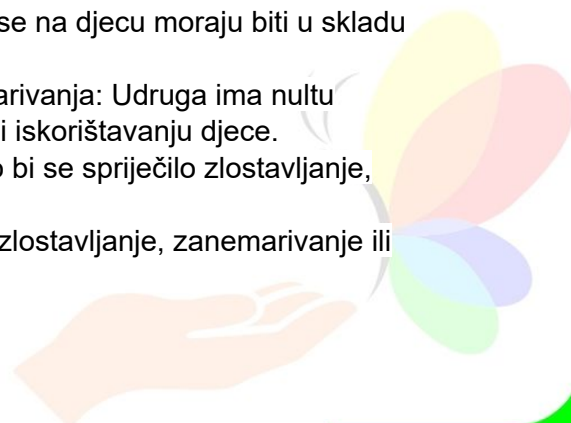 se na djecu moraju biti u skladu
arivanja: Udruga ima nultu
i iskorištavanju djece.
o bi se spriječilo zlostavljanje,
zlostavljanje, zanemarivanje ili